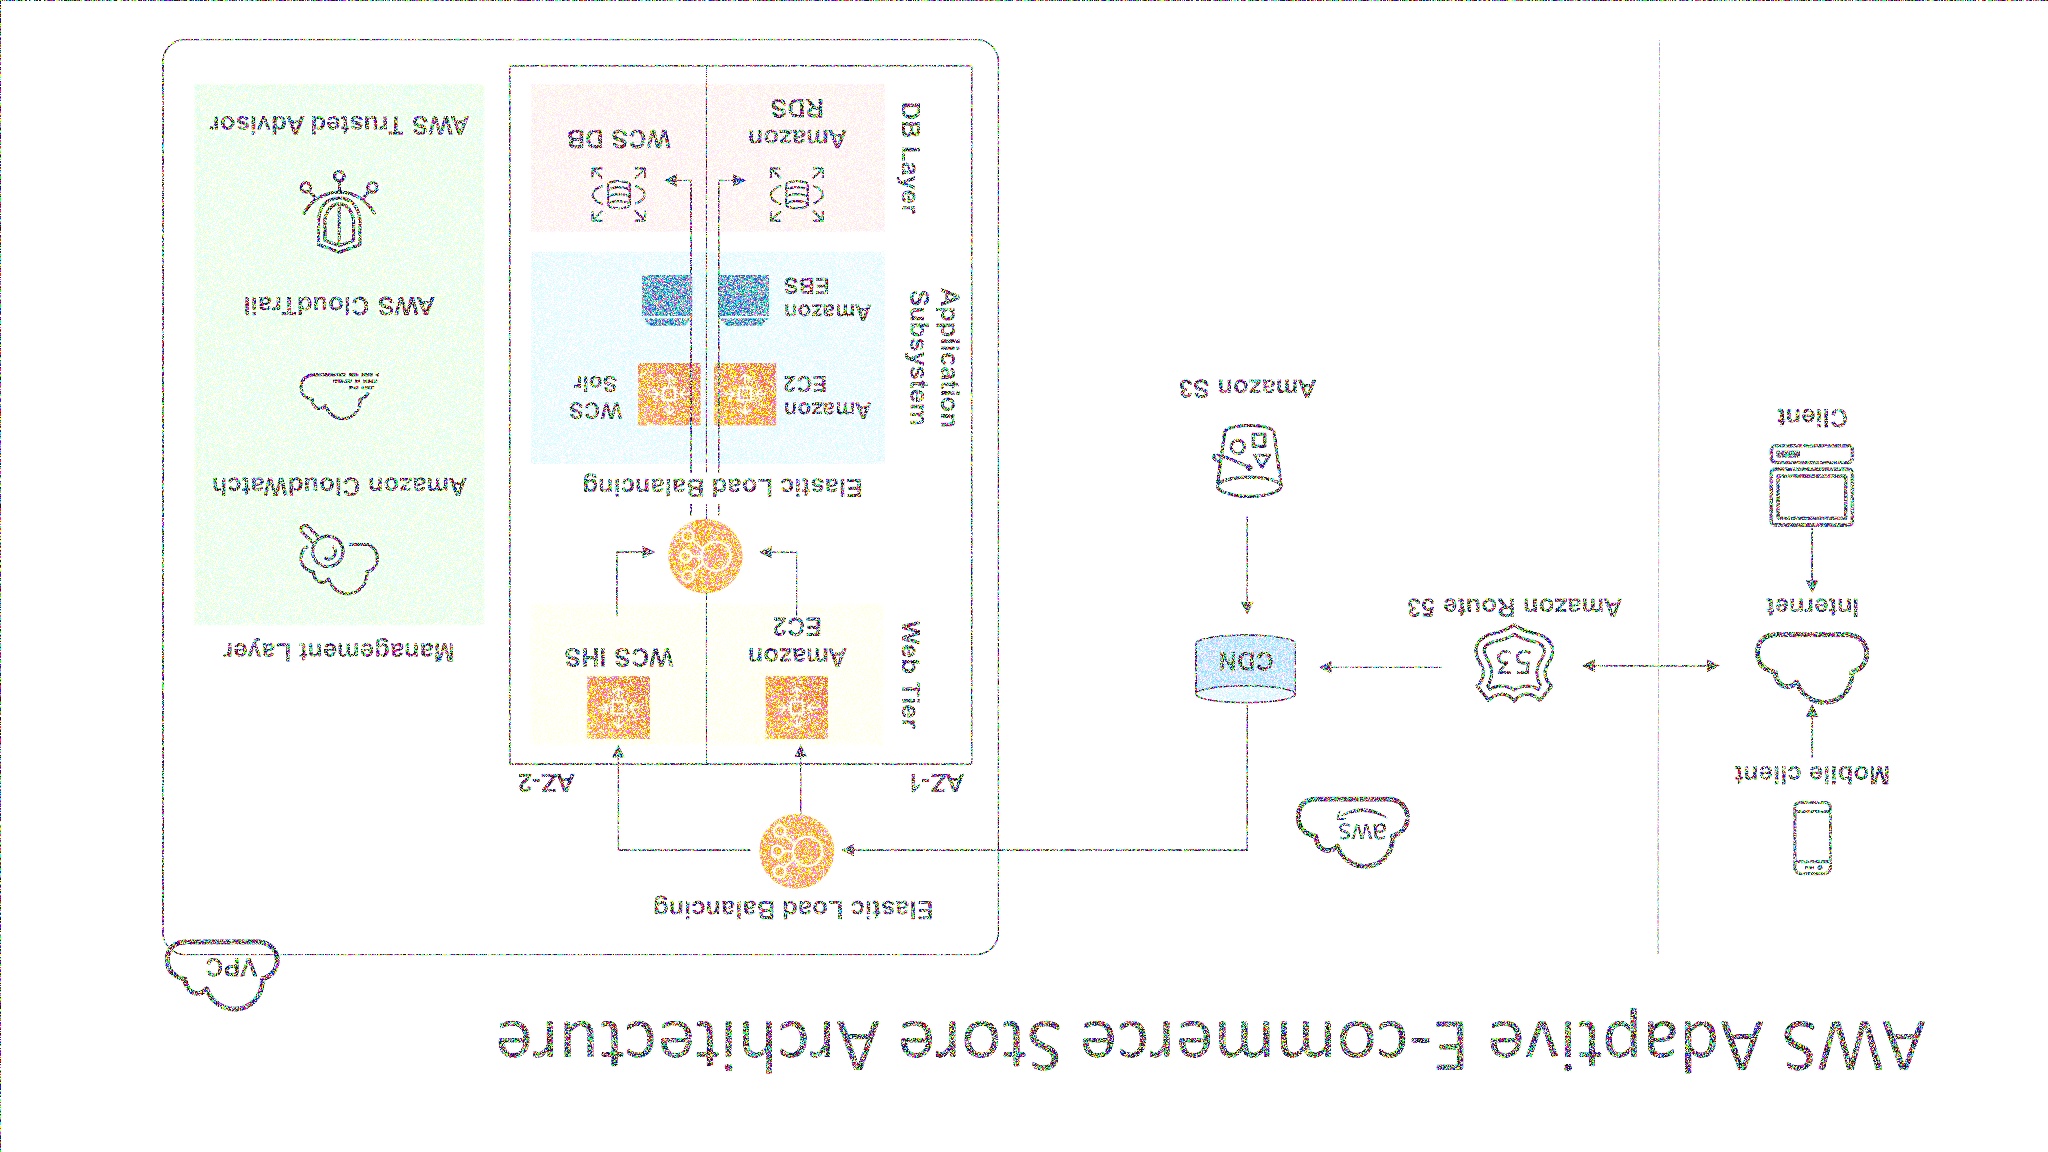 AWS Adaptive E-commerce Store Architecture
VPC
Elastic Load Balancing
Mobile client
aws
AZ-1
AZ-2
Internet
53
Amazon Route 53
CDN
Web Tier
Amazon
EC2
WCS IHS
Management Layer
Client
Amazon S3
Elastic Load Balancing
Amazon CloudWatch
Application
Subsystem
Amazon
EC2
WCS
Solr
Amazon
EBS
AWS CloudTrail
DB Layer
Amazon
RDS
WCS DB
AWS Trusted Advisor